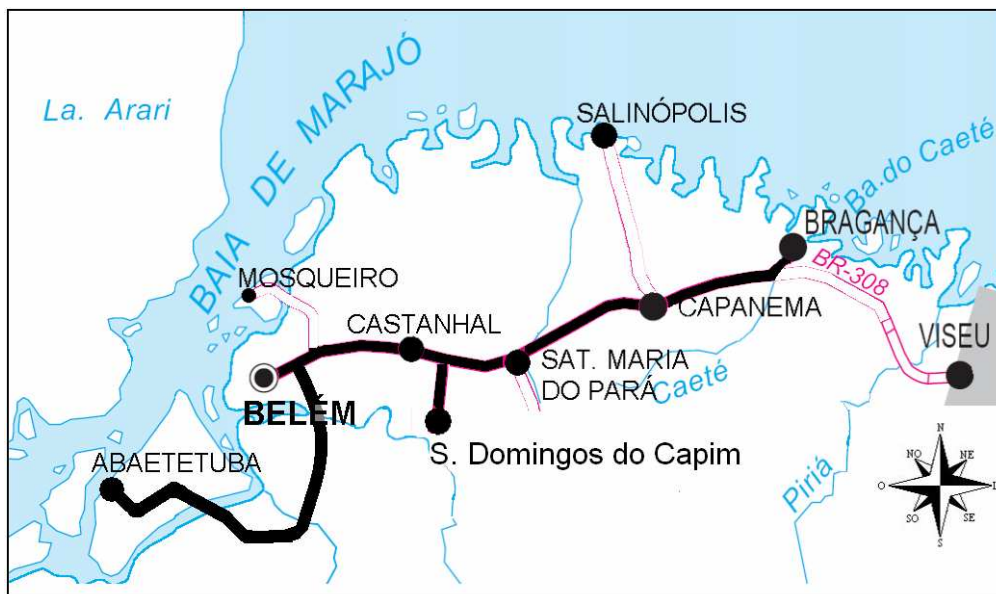 La. Arari
BAIA DE MARAJÓ
SALINÓPOLIS
Ba.do Caeté
BRAGANÇA
BR-308
MOSQUEIRO
CASTANHAL
CAPANEMA
VISEU
SAT. MARIA
DO PARÁ
Caeté
BELÉM
S. Domingos do Capim
ABAETETUBA
Piriá
N
NO
NE
O
L
SO
SE
S